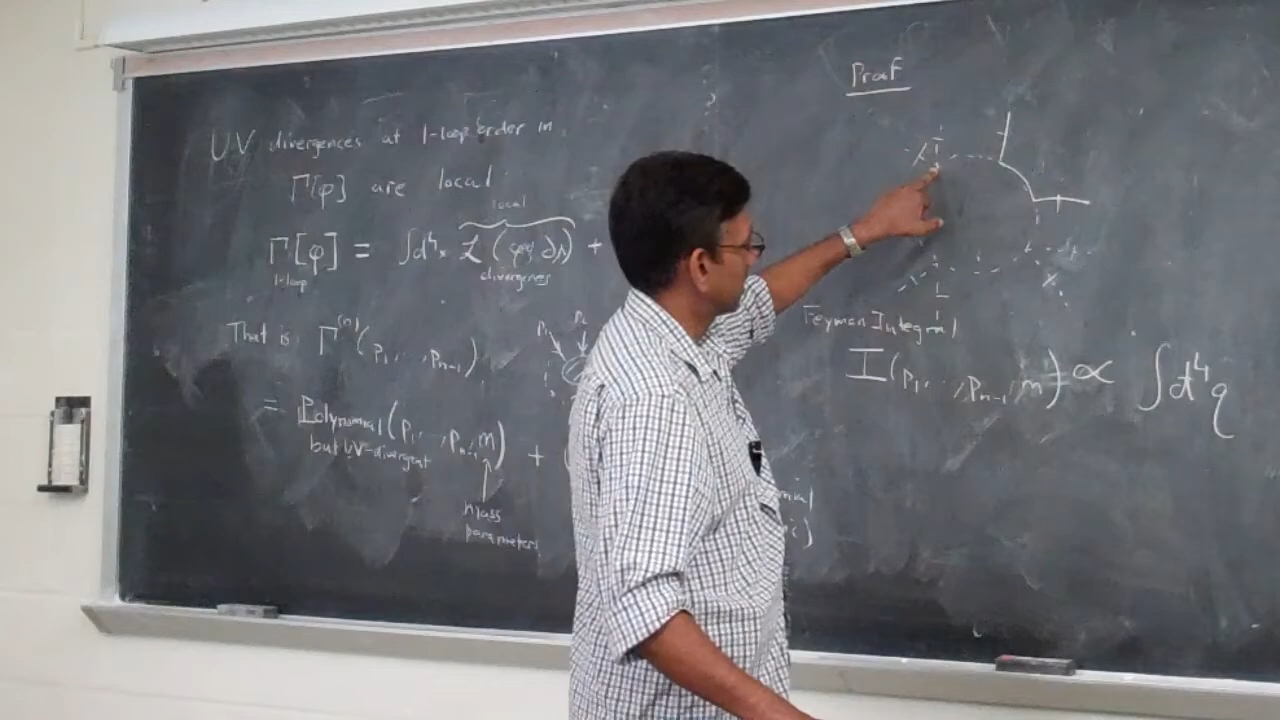 UV divergences at 1-loop order in
Γ[φ] are local
local
Γ[φ] = ∫d⁴x ℒ (φ, ∂φ) +
1-loop
divergences
That is, Γ⁽ⁿ⁾(p₁, ..., pₙ₋₁)
= Polynomial(p₁, ..., pₙ₋₁, m) +
but UV-divergent
mass
parameters
Proof
Feyman Integral
I(p₁, ..., pₙ₋₁, m) ∝ ∫d⁴q